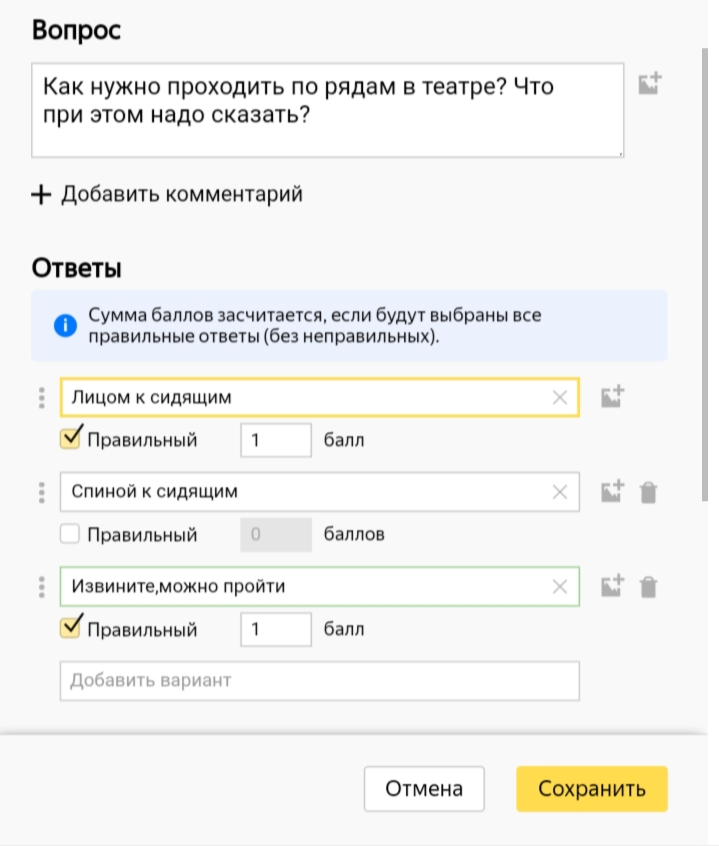 Вопрос
Как нужно проходить по рядам в театре? Что
при этом надо сказать?
+ Добавить комментарий
Ответы
Сумма баллов засчитается, если будут выбраны все
правильные ответы (без неправильных).
Лицом к сидящим
Правильный 1 балл
Спиной к сидящим
Правильный 0 баллов
Извините,можно пройти
Правильный 1 балл
Добавить вариант
Отмена Сохранить